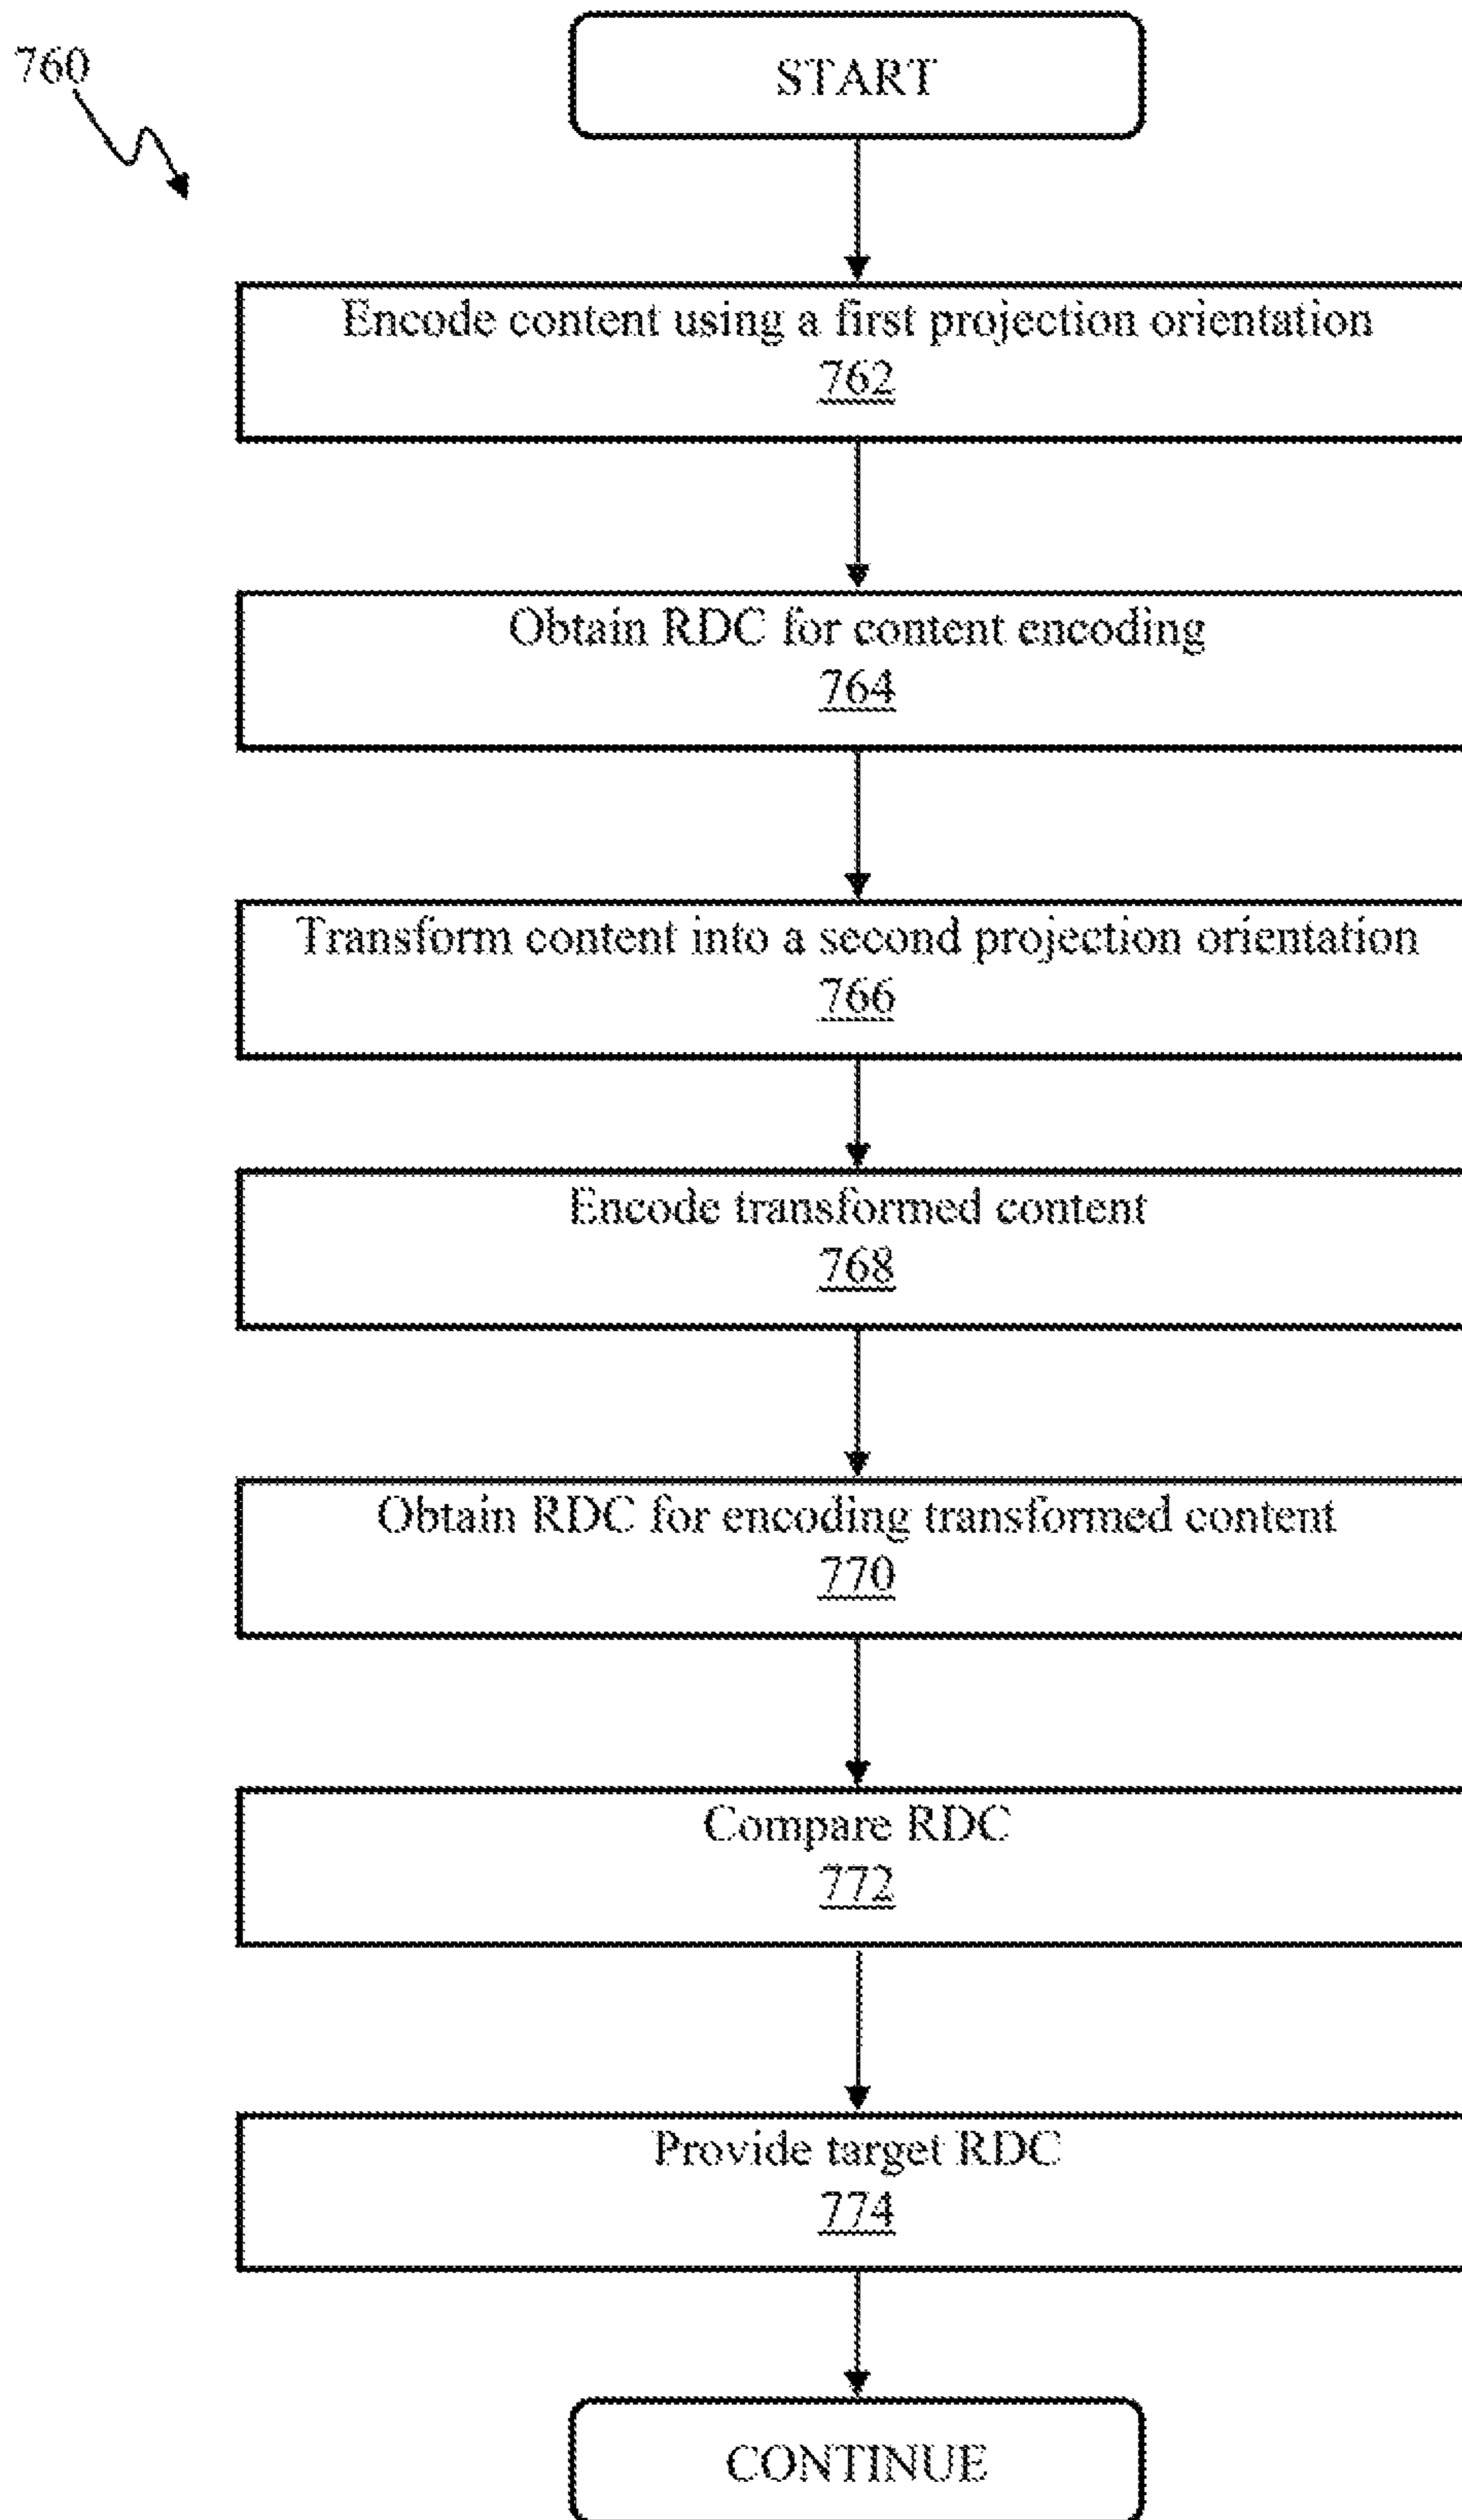 760
START
Encode content using a first projection orientation
762
Obtain RDC for content encoding
764
Transform content into a second projection orientation
766
Encode transformed content
768
Obtain RDC for encoding transformed content
770
Compare RDC
772
Provide target RDC
774
CONTINUE